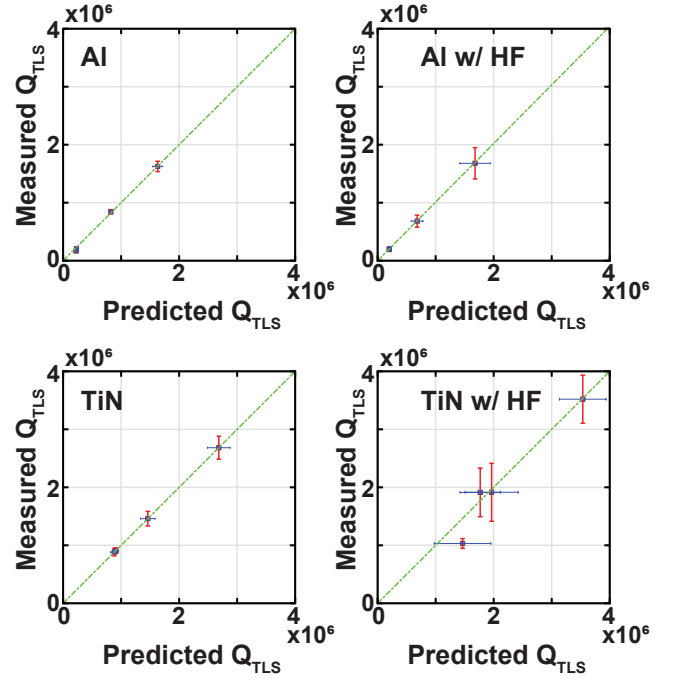 x10⁶
x10⁶
4
4
Al
Al w/ HF
Measured Q_TLS
Measured Q_TLS
2
2
0
0
0 2 4
0 2 4
x10⁶
x10⁶
Predicted Q_TLS
Predicted Q_TLS
x10⁶
x10⁶
4
4
TiN
TiN w/ HF
Measured Q_TLS
Measured Q_TLS
2
2
0
0
0 2 4
0 2 4
x10⁶
x10⁶
Predicted Q_TLS
Predicted Q_TLS